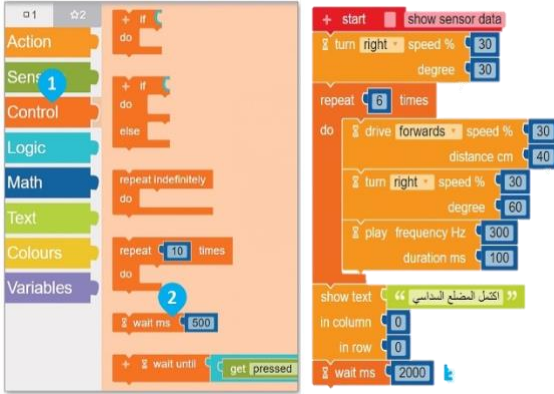 1
2
Action
Sens
1
Control
Logic
Math
Text
Colours
Variables
+ if
do
+ if
do
else
repeat indefinitely
do
repeat 10 times
do
2
wait ms 500
+ wait until get pressed
+ start show sensor data
turn right speed % 30
degree 30
repeat 6 times
do drive forwards speed % 30
distance cm 40
turn right speed % 30
degree 60
play frequency Hz 300
duration ms 100
show text “ اكتمل المضلع السداسي ”
in column 0
in row 0
wait ms 2000